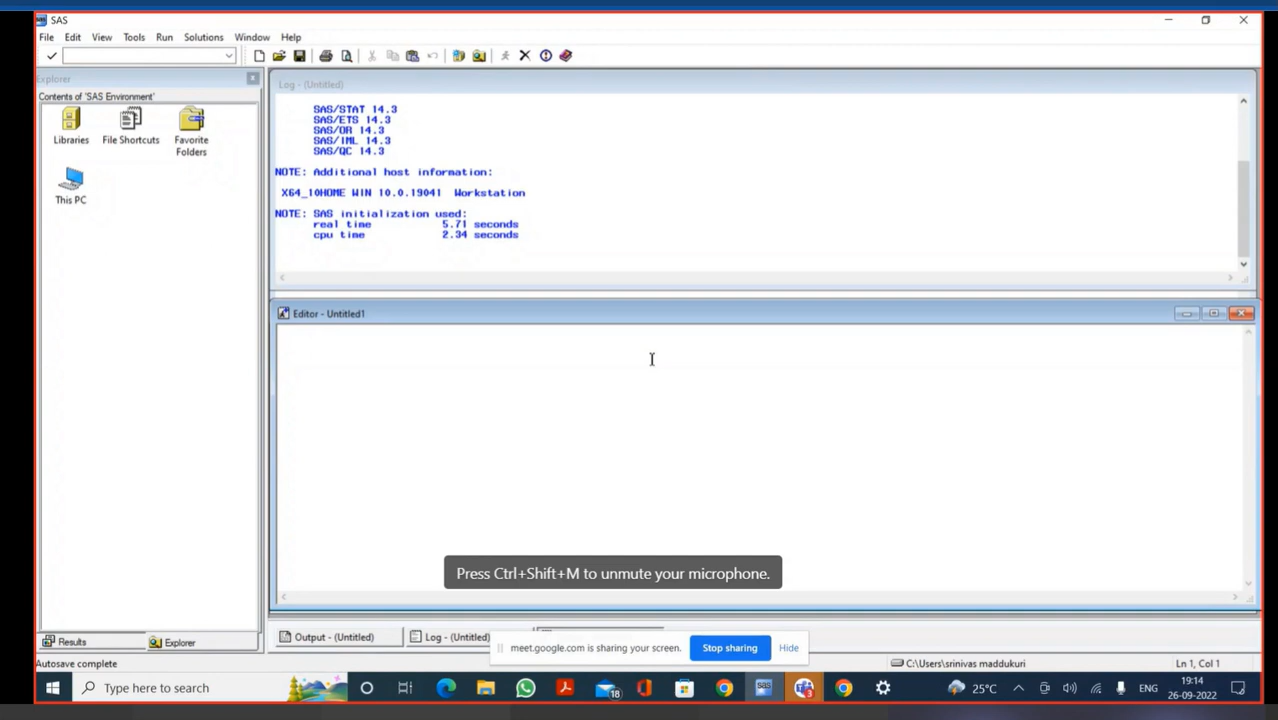 SAS
File Edit View Tools Run Solutions Window Help
Explorer
Contents of 'SAS Environment'
Libraries File Shortcuts Favorite Folders
This PC
Log - (Untitled)
SAS/STAT 14.3
SAS/ETS 14.3
SAS/OR 14.3
SAS/IML 14.3
SAS/QC 14.3
NOTE: Additional host information:
X64_10HOME WIN 10.0.19041 Workstation
NOTE: SAS initialization used:
real time 5.71 seconds
cpu time 2.34 seconds
Editor - Untitled1
Press Ctrl+Shift+M to unmute your microphone.
Results Explorer
Output - (Untitled) Log - (Untitled)
meet.google.com is sharing your screen. Stop sharing Hide
Autosave complete C:\Users\srinivas maddukuri Ln 1, Col 1
Type here to search 18 SAS 3 25°C ENG 19:14
26-09-2022